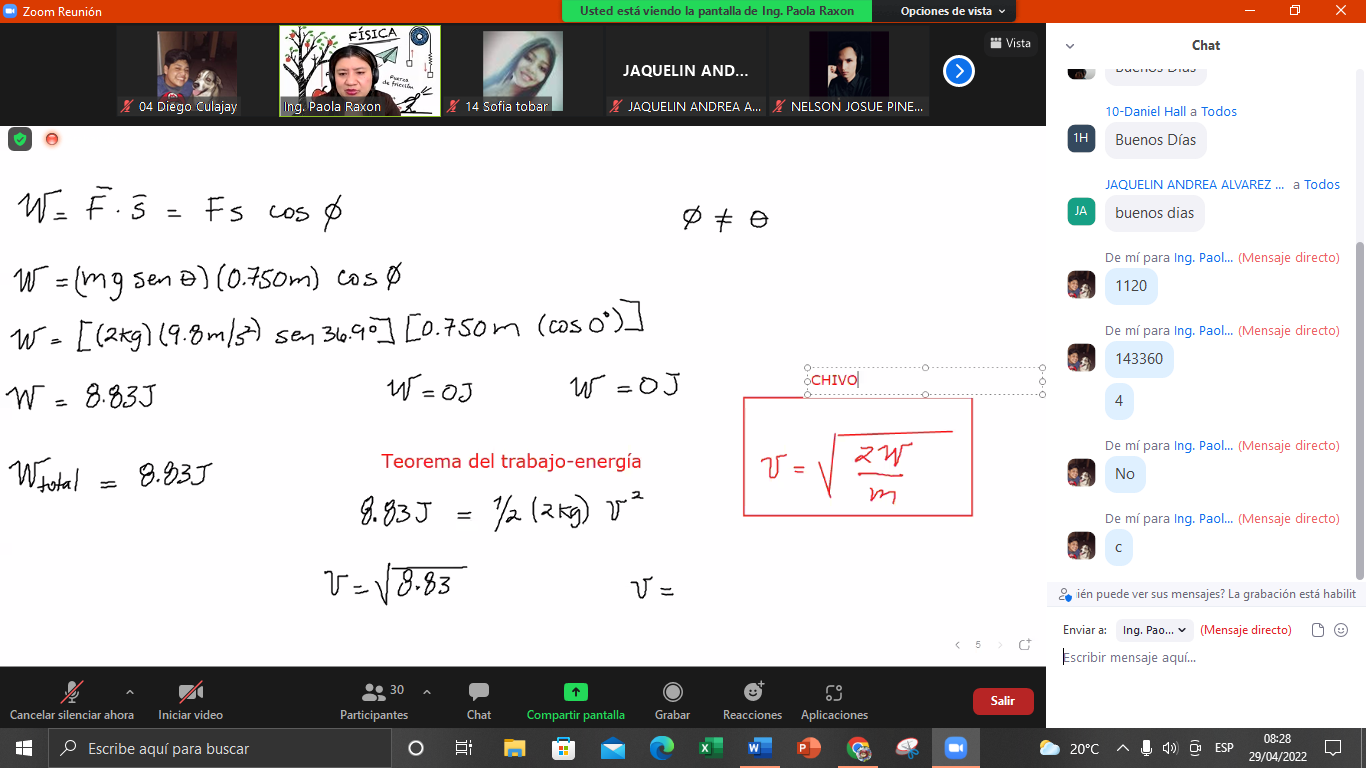 Zoom Reunión
Usted está viendo la pantalla de Ing. Paola Raxon
Opciones de vista
FÍSICA
Fuerza de fricción
04 Diego Culajay
Ing. Paola Raxon
14 Sofia tobar
JAQUELIN AND...
JAQUELIN ANDREA A...
NELSON JOSUE PINE...
Vista
W = F̄ · s̄ = Fs cos ϕ
ϕ ≠ θ
W = (mg sen θ)(0.750m) cos ϕ
W = [(2kg)(9.8m/s²) sen 36.9°][0.750m (cos 0°)]
W = 8.83J
W = 0J
W = 0J
CHIVO
v = √(2W/m)
W total = 8.83J
Teorema del trabajo-energía
8.83J = 1/2 (2kg) v²
v = √8.83
v =
5
Chat
Buenos Días
10-Daniel Hall a Todos
1H
Buenos Días
JAQUELIN ANDREA ALVAREZ ... a Todos
JA
buenos dias
De mí para Ing. Paol... (Mensaje directo)
1120
De mí para Ing. Paol... (Mensaje directo)
143360
4
De mí para Ing. Paol... (Mensaje directo)
No
De mí para Ing. Paol... (Mensaje directo)
c
ién puede ver sus mensajes? La grabación está habilit
Enviar a: Ing. Pao... (Mensaje directo)
Escribir mensaje aquí...
Cancelar silenciar ahora
Iniciar video
30
Participantes
Chat
Compartir pantalla
Grabar
Reacciones
Aplicaciones
Salir
Escribe aquí para buscar
20°C
ESP
08:28
29/04/2022